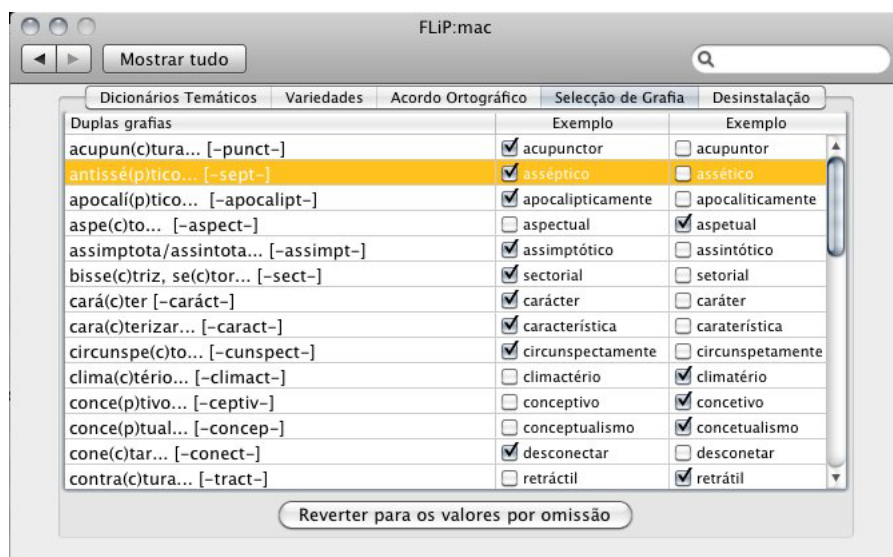 FLiP:mac
Mostrar tudo
Dicionários Temáticos Variedades Acordo Ortográfico Selecção de Grafia Desinstalação
Duplas grafias Exemplo Exemplo
acupun(c)tura... [-punct-] acupunctor acupuntor
antissé(p)tico... [-sept-] asséptico assético
apocalí(p)tico... [-apocalipt-] apocalipticamente apocaliticamente
aspe(c)to... [-aspect-] aspectual aspetual
assimptota/assintota... [-assimpt-] assimptótico assintótico
bisse(c)triz, se(c)tor... [-sect-] sectorial setorial
cará(c)ter [-caráct-] carácter caráter
cara(c)terizar... [-caract-] característica caraterística
circunspe(c)to... [-cunspect-] circunspectamente circunspetamente
clima(c)tério... [-climact-] climactério climatério
conce(p)tivo... [-ceptiv-] conceptivo concetivo
conce(p)tual... [-concep-] conceptualismo concetualismo
cone(c)tar... [-conect-] desconectar desconetar
contra(c)tura... [-tract-] retráctil retrátil
Reverter para os valores por omissão